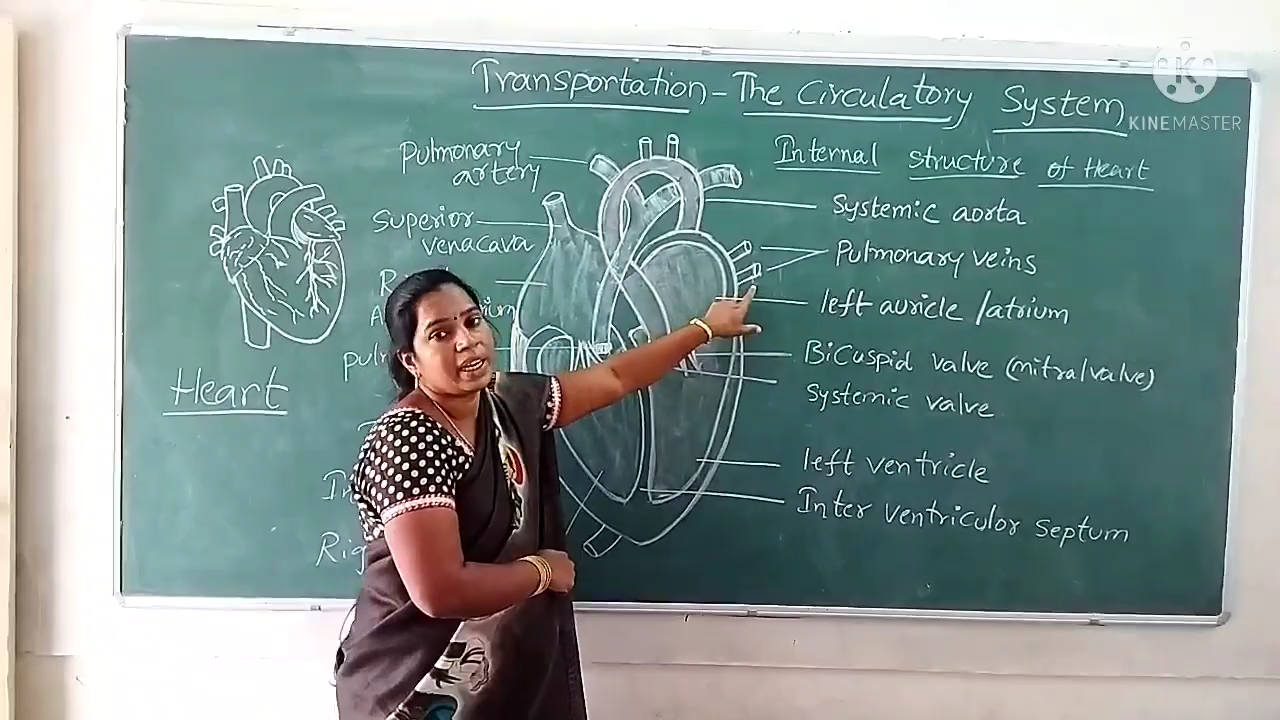 Transportation - The Circulatory System
KINEMASTER
Internal structure of Heart
Pulmonary
artery
Superior
venacava
Heart
Systemic aorta
Pulmonary veins
left auricle /atrium
BiCuspid valve (mitralvalve)
Systemic valve
left ventricle
Inter ventriculor septum